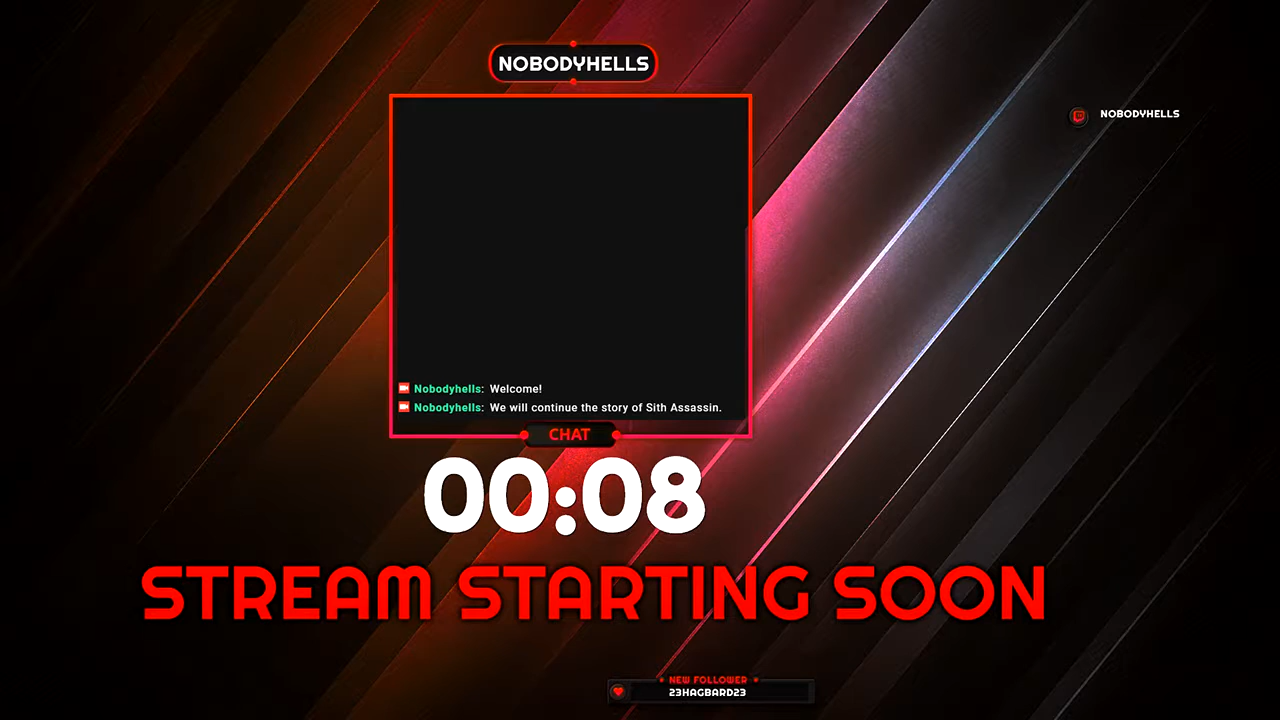 NOBODYHELLS
NOBODYHELLS
Nobodyhells: Welcome!
Nobodyhells: We will continue the story of Sith Assassin.
CHAT
00:08
STREAM STARTING SOON
NEW FOLLOWER
23HAGBARD23